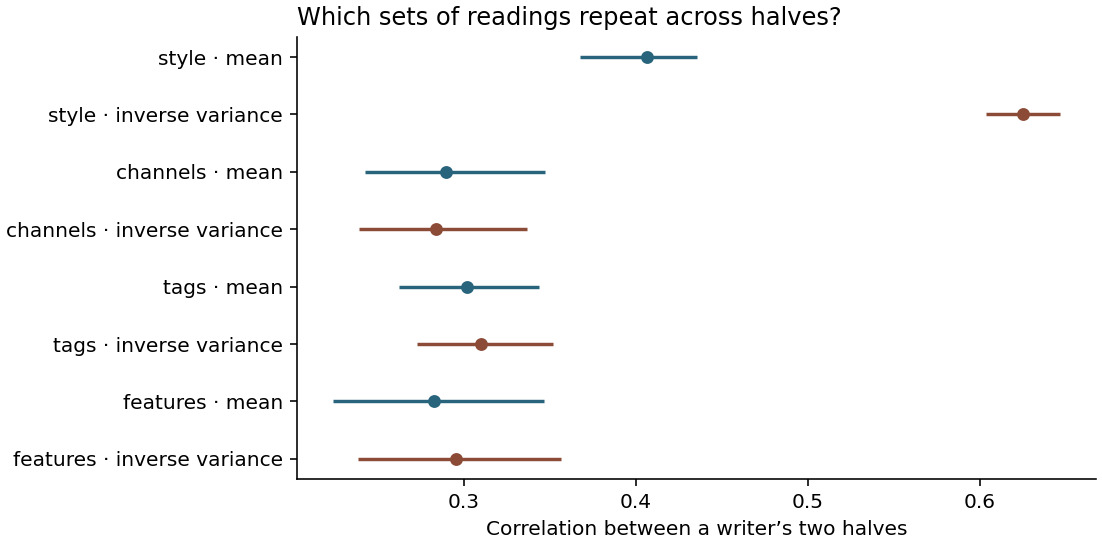 Which sets of readings repeat across halves?
style · mean
style · inverse variance
channels · mean
channels · inverse variance
tags · mean
tags · inverse variance
features · mean
features · inverse variance
0.3 0.4 0.5 0.6
Correlation between a writer’s two halves